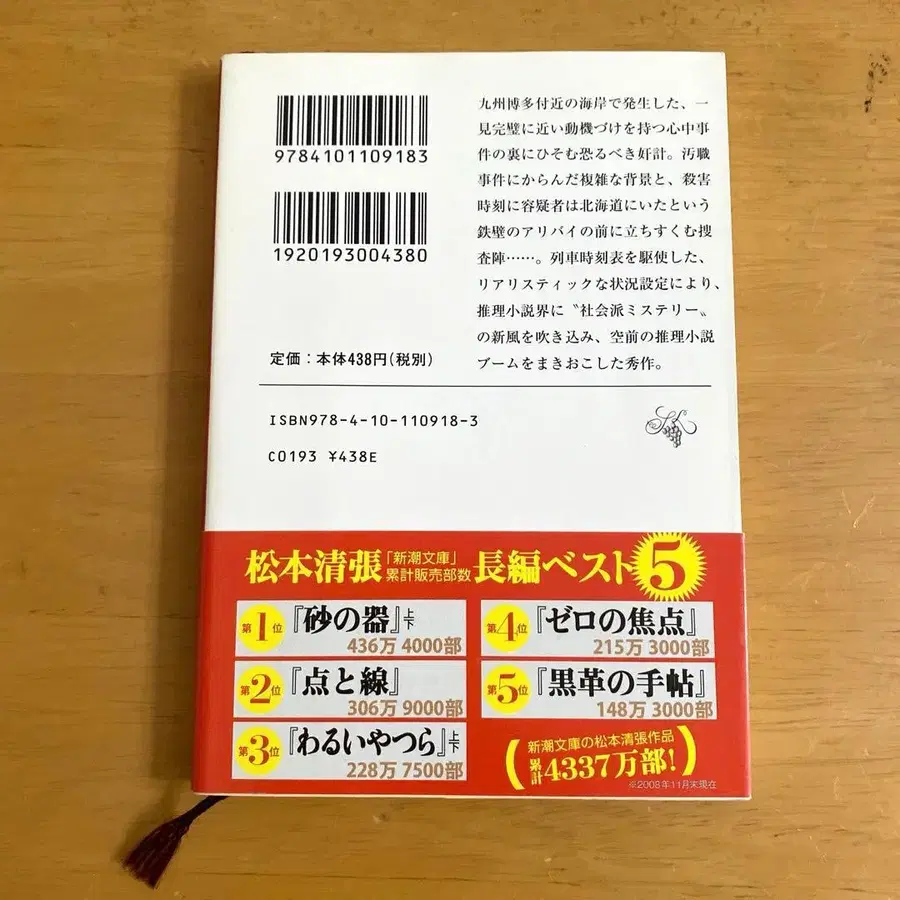 9784101109183
1920193004380
定価：本体438円(税別)
九州博多付近の海岸で発生した、一
見完璧に近い動機づけを持つ心中事
件の裏にひそむ恐るべき奸計。汚職
事件にからんだ複雑な背景と、殺害
時刻に容疑者は北海道にいたという
鉄壁のアリバイの前に立ちすくむ捜
査陣……。列車時刻表を駆使した、
リアリスティックな状況設定により、
推理小説界に〝社会派ミステリー〟
の新風を吹き込み、空前の推理小説
ブームをまきおこした秀作。
ISBN978-4-10-110918-3
C0193 ¥438E
松本清張「新潮文庫」累計販売部数 長編ベスト5
第1位『砂の器』上下
436万4000部
第2位『点と線』
306万9000部
第3位『わるいやつら』上下
228万7500部
第4位『ゼロの焦点』
215万3000部
第5位『黒革の手帖』
148万3000部
(新潮文庫の松本清張作品
累計4337万部!)
※2008年11月末現在